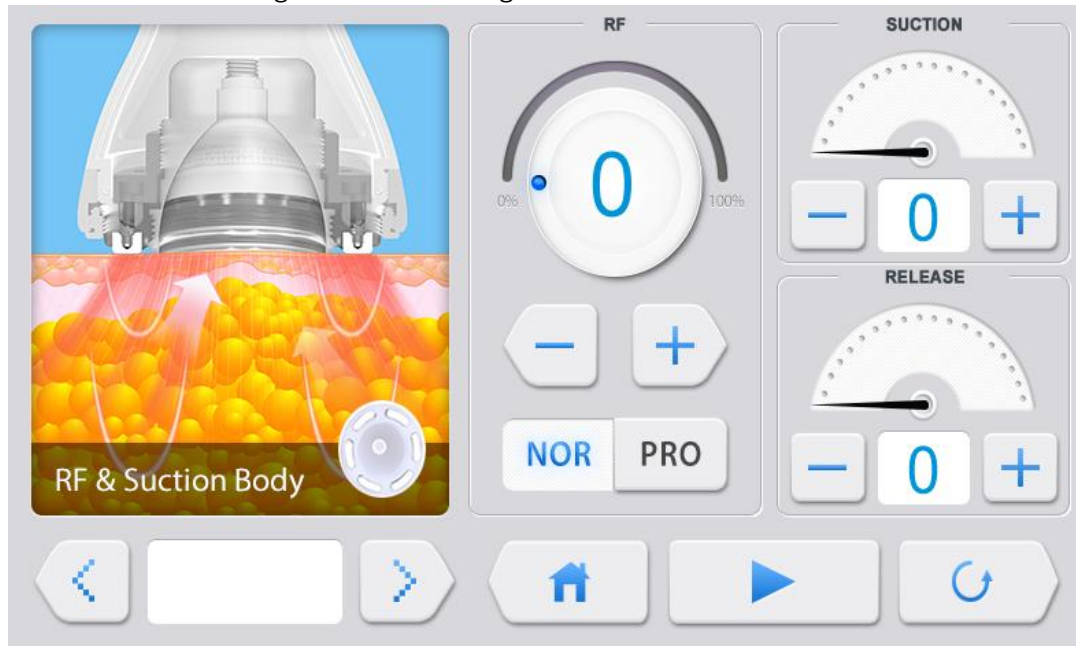 RF
SUCTION
0
0%
100%
0
RELEASE
NOR
PRO
0
RF & Suction Body